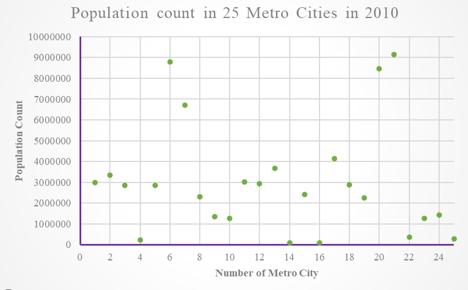 Population count in 25 Metro Cities in 2010
10000000
9000000
8000000
7000000
6000000
5000000
4000000
3000000
2000000
1000000
0
Population Count
0 2 4 6 8 10 12 14 16 18 20 22 24
Number of Metro City